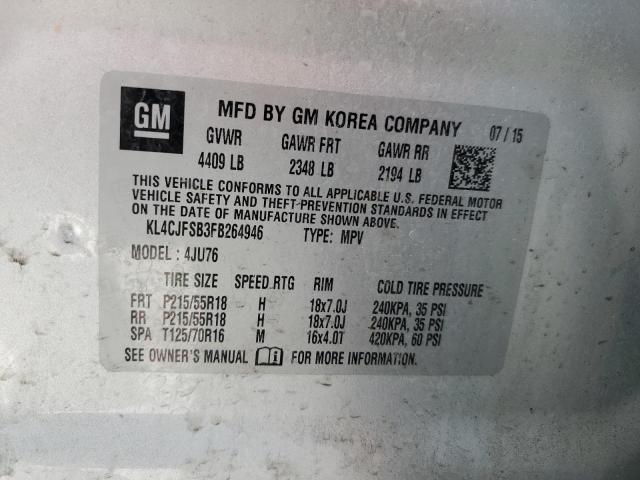 GM MFD BY GM KOREA COMPANY 07/15
GVWR GAWR FRT GAWR RR
4409 LB 2348 LB 2194 LB
THIS VEHICLE CONFORMS TO ALL APPLICABLE U.S. FEDERAL MOTOR
VEHICLE SAFETY AND THEFT-PREVENTION STANDARDS IN EFFECT
ON THE DATE OF MANUFACTURE SHOWN ABOVE.
KL4CJFSB3FB264946 TYPE: MPV
MODEL: 4JU76
TIRE SIZE SPEED RTG RIM COLD TIRE PRESSURE
FRT P215/55R18 H 18x7.0J 240KPA, 35 PSI
RR P215/55R18 H 18x7.0J 240KPA, 35 PSI
SPA T125/70R16 M 16x4.0T 420KPA, 60 PSI
SEE OWNER'S MANUAL FOR MORE INFORMATION.